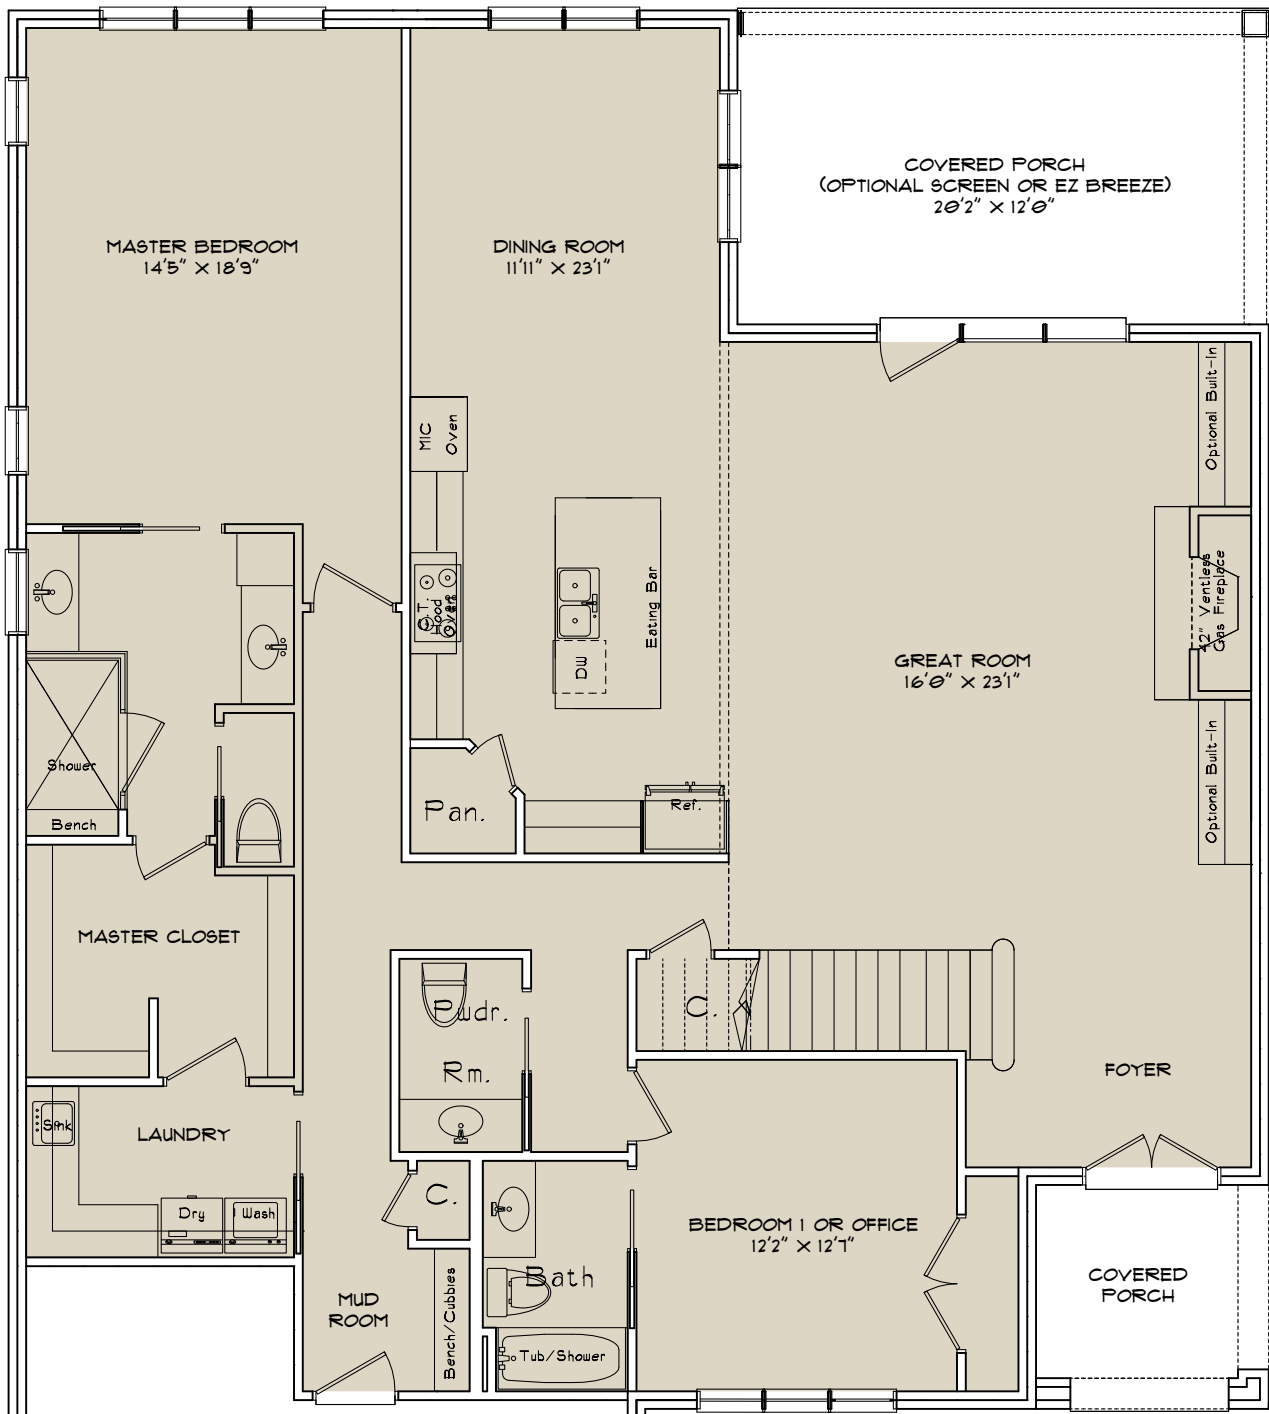 COVERED PORCH
(OPTIONAL SCREEN OR EZ BREEZE)
20'2" X 12'0"
MASTER BEDROOM
14'5" X 18'9"
DINING ROOM
11'11" X 23'1"
Optional Built-In
MIC
Oven
C.T.
Hood
Oven
Eating Bar
DW
42" Ventless
Gas Fireplace
GREAT ROOM
16'0" X 23'1"
Shower
Bench
Pan.
Ref.
Optional Built-In
MASTER CLOSET
Pwdr.
Rm.
C.
FOYER
Sink
LAUNDRY
Dry
Wash
C.
BEDROOM 1 OR OFFICE
12'2" X 12'7"
Bath
MUD
ROOM
Bench/Cubbies
Tub/Shower
COVERED
PORCH